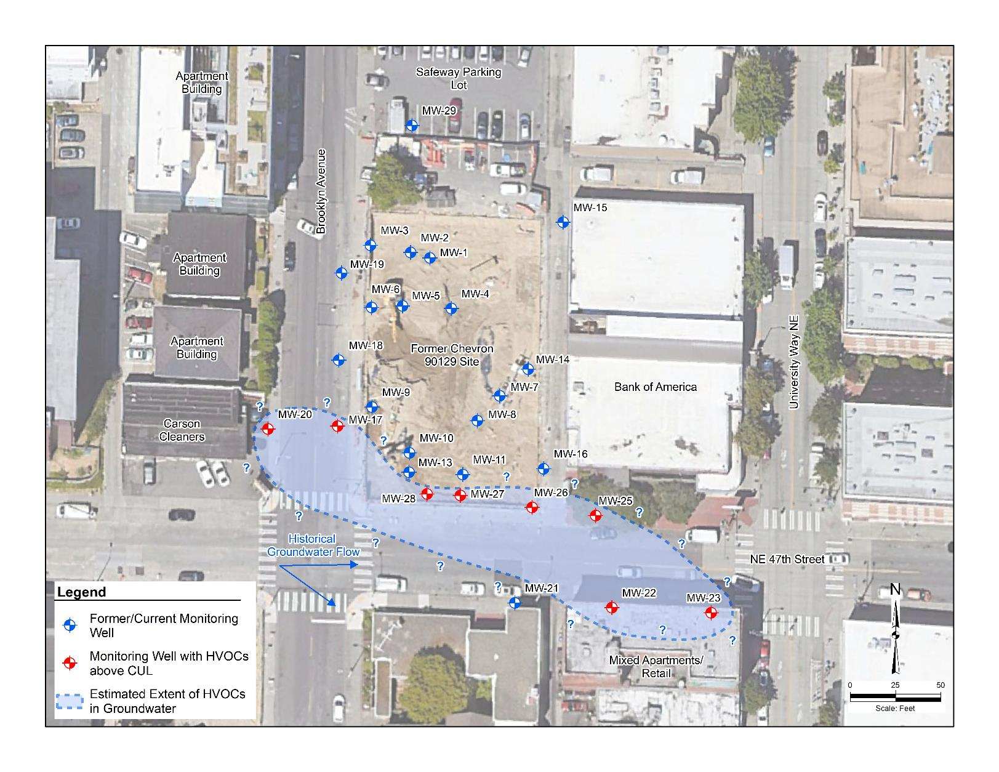 Apartment
Building
Safeway Parking
Lot
MW-29
Brooklyn Avenue
MW-15
MW-3
MW-2
MW-1
Apartment
Building
MW-19
MW-6
MW-5
MW-4
University Way NE
Apartment
Building
MW-18
Former Chevron
90129 Site
MW-14
MW-7
Bank of America
MW-9
?
?
MW-20
MW-17
MW-8
Carson
Cleaners
?
MW-10
MW-13
MW-11
MW-16
?
?
?
MW-28
MW-27
MW-26
MW-25
?
?
Historical
Groundwater Flow
?
?
?
NE 47th Street
?
?
MW-21
MW-22
MW-23
?
?
?
Mixed Apartments/
Retail
Legend
Former/Current Monitoring
Well
Monitoring Well with HVOCs
above CUL
Estimated Extent of HVOCs
in Groundwater
N
0 25 50
Scale: Feet